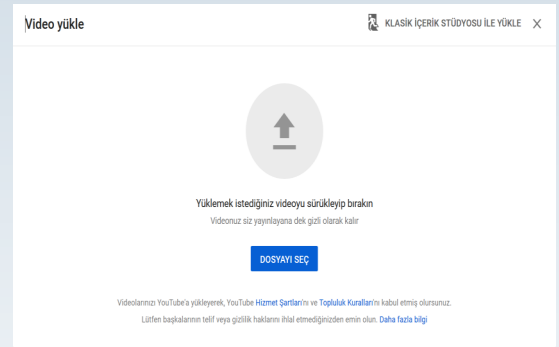 Video yükle
KLASİK İÇERİK STÜDYOSU İLE YÜKLE
Yüklemek istediğiniz videoyu sürükleyip bırakın
Videonuz siz yayınlayana dek gizli olarak kalır
DOSYAYI SEÇ
Videolarınızı YouTube'a yükleyerek, YouTube Hizmet Şartları'nı ve Topluluk Kuralları'nı kabul etmiş olursunuz.
Lütfen başkalarının telif veya gizlilik haklarını ihlal etmediğinizden emin olun. Daha fazla bilgi